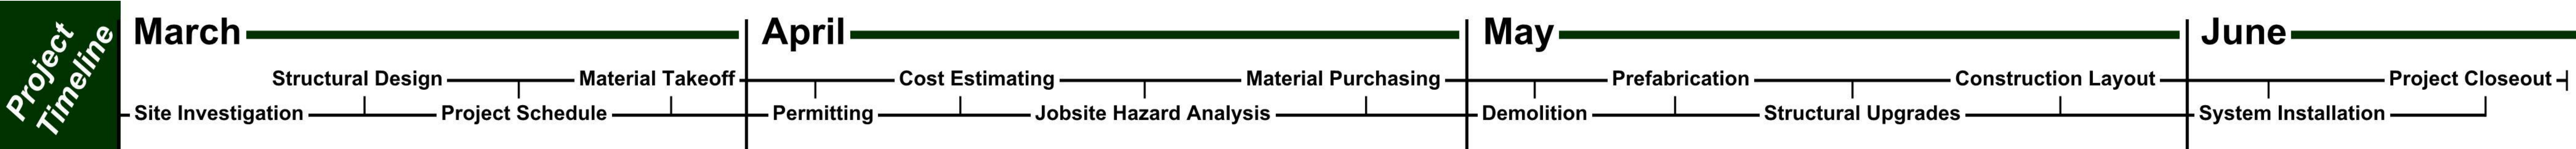 Project
Timeline
March
April
May
June
Structural Design
Material Takeoff
Cost Estimating
Material Purchasing
Prefabrication
Construction Layout
Project Closeout
Site Investigation
Project Schedule
Permitting
Jobsite Hazard Analysis
Demolition
Structural Upgrades
System Installation